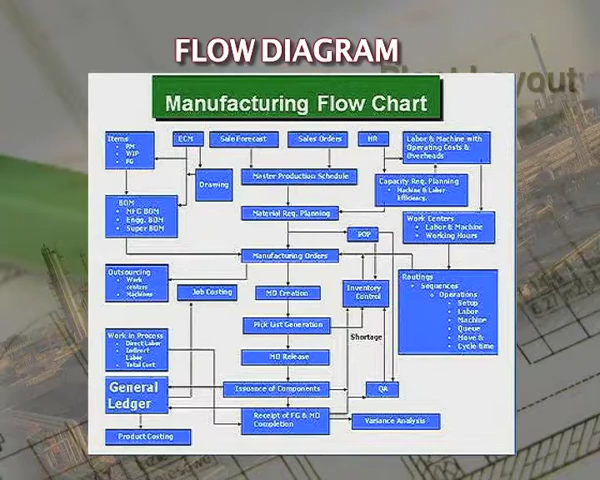 FLOW DIAGRAM
Plant Layout
Manufacturing Flow Chart
Items
• RM
• WIP
• FG
ECM
Sale Forecast
Sales Orders
HR
Labor & Machine with
Operating Costs &
Overheads
Drawing
Master Production Schedule
Capacity Req. Planning
• Machine & Labor
Efficiency.
BOM
• MFG BOM
• Engg. BOM
• Super BOM
Material Req. Planning
Work Centers
• Labor & Machine
• Working Hours
POP
Manufacturing Orders
Outsourcing
• Work
centers
• Machines
Job Costing
MO Creation
Inventory
Control
Routings
• Sequences
o Operations
• Setup
• Labor
• Machine
• Queue
• Move &
• Cycle time
Pick List Generation
Shortage
Work in Process
• Direct Labor
• Indirect
Labor
• Total Cost
MO Release
General
Ledger
Issuance of Components
QA
Receipt of FG & MO
Completion
Variance Analysis
Product Costing